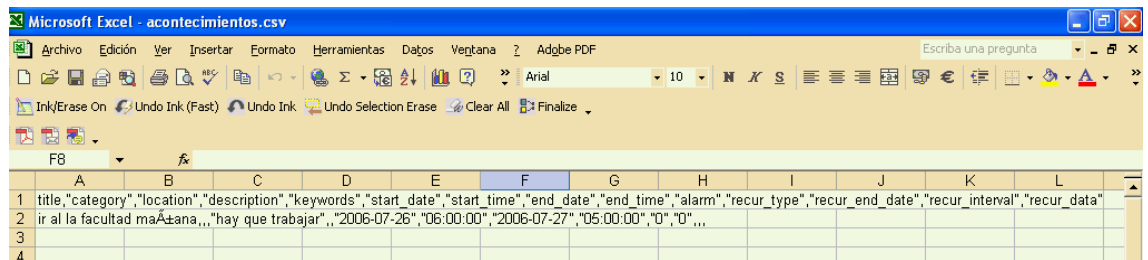 Microsoft Excel - acontecimientos.csv
Archivo Edición Ver Insertar Formato Herramientas Datos Ventana ? Adobe PDF Escriba una pregunta
Arial 10 N K S €
Ink/Erase On Undo Ink (Fast) Undo Ink Undo Selection Erase Clear All Finalize
F8 fx
A B C D E F G H I J K L
1 title,"category","location","description","keywords","start_date","start_time","end_date","end_time","alarm","recur_type","recur_end_date","recur_interval","recur_data"
2 ir al la facultad maÃ±ana,,,"hay que trabajar",,"2006-07-26","06:00:00","2006-07-27","05:00:00","0","0",,,
3
4